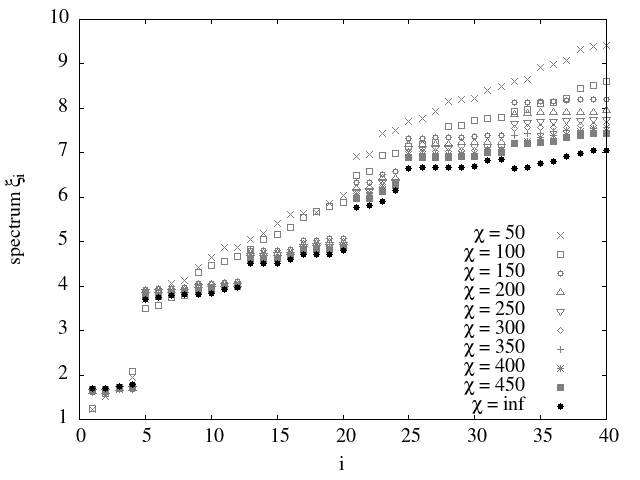 10
9
8
7
6
5
4
3
2
1
spectrum ξi
χ = 50
χ = 100
χ = 150
χ = 200
χ = 250
χ = 300
χ = 350
χ = 400
χ = 450
χ = inf
0 5 10 15 20 25 30 35 40
i